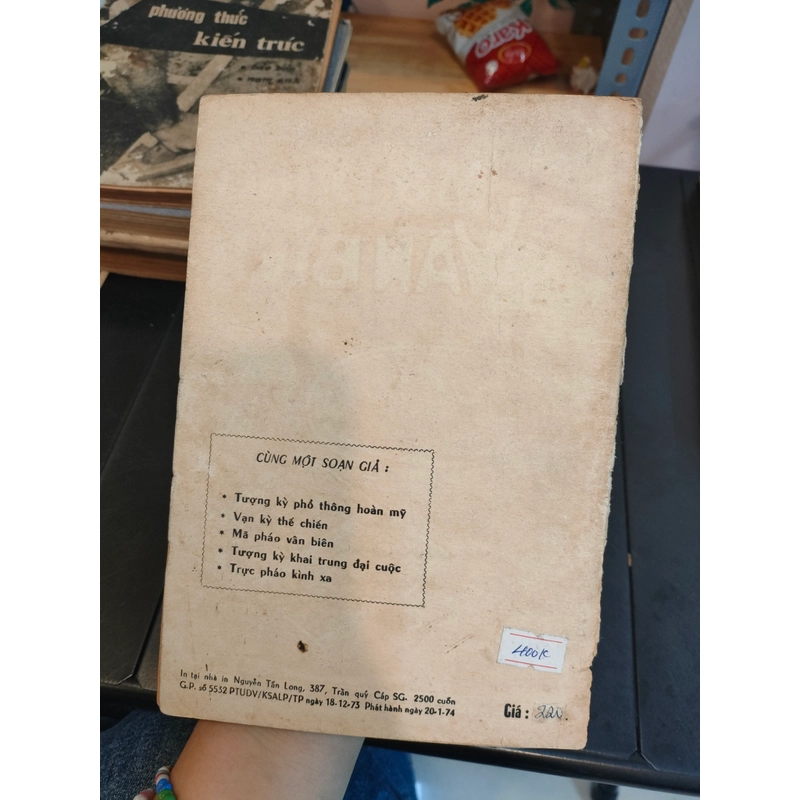 phương thức
kiến trúc
Karo
CÙNG MỘT SOẠN GIẢ :
• Tượng kỳ phổ thông hoàn mỹ
• Vạn kỳ thế chiến
• Mã pháo vân biên
• Tượng kỳ khai trung đại cuộc
• Trực pháo kình xa
400K
In tại nhà in Nguyễn Tấn Long, 387, Trần quý Cáp SG. 2500 cuốn
G.P. số 5532 PTUDV/KSALP/TP ngày 18-12-73 Phát hành ngày 20-1-74
Giá : 220.